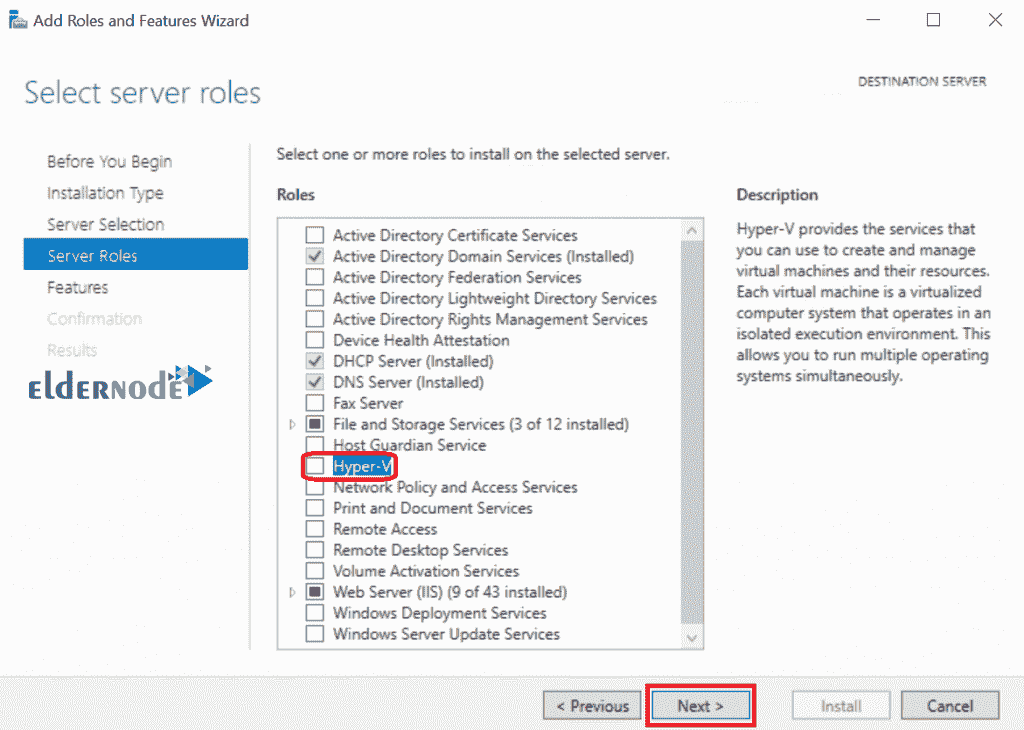 Add Roles and Features Wizard
Select server roles
DESTINATION SERVER
Before You Begin
Installation Type
Server Selection
Server Roles
Features
Confirmation
Results
ELDERNODE
Select one or more roles to install on the selected server.
Roles
Active Directory Certificate Services
Active Directory Domain Services (Installed)
Active Directory Federation Services
Active Directory Lightweight Directory Services
Active Directory Rights Management Services
Device Health Attestation
DHCP Server (Installed)
DNS Server (Installed)
Fax Server
File and Storage Services (3 of 12 installed)
Host Guardian Service
Hyper-V
Network Policy and Access Services
Print and Document Services
Remote Access
Remote Desktop Services
Volume Activation Services
Web Server (IIS) (9 of 43 installed)
Windows Deployment Services
Windows Server Update Services
Description
Hyper-V provides the services that
you can use to create and manage
virtual machines and their resources.
Each virtual machine is a virtualized
computer system that operates in an
isolated execution environment. This
allows you to run multiple operating
systems simultaneously.
< Previous
Next >
Install
Cancel